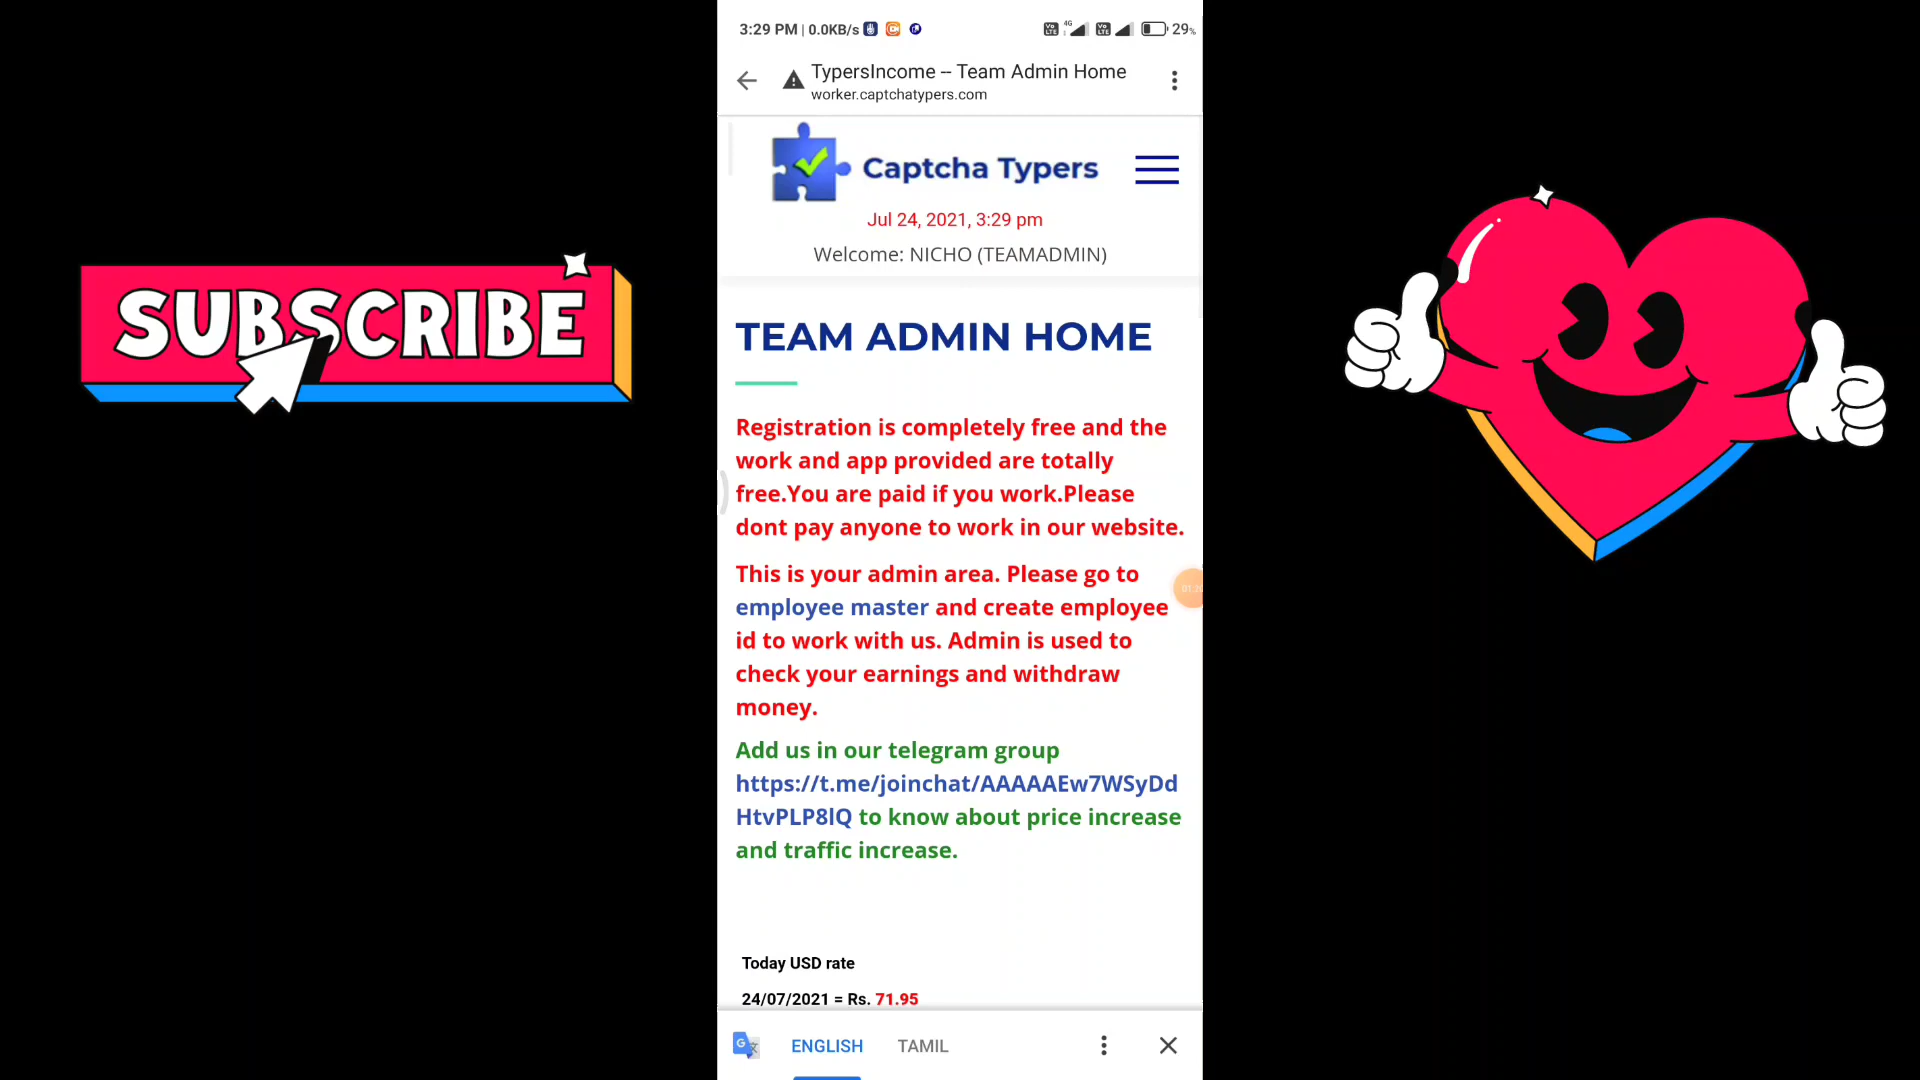 3:29 PM | 0.0KB/s
4G
29%
TypersIncome -- Team Admin Home
worker.captchatypers.com
Captcha Typers
Jul 24, 2021, 3:29 pm
Welcome: NICHO (TEAMADMIN)
SUBSCRIBE
TEAM ADMIN HOME
Registration is completely free and the
work and app provided are totally
free.You are paid if you work.Please
dont pay anyone to work in our website.
This is your admin area. Please go to
employee master and create employee
id to work with us. Admin is used to
check your earnings and withdraw
money.
Add us in our telegram group
https://t.me/joinchat/AAAAAEw7WSyDd
HtvPLP8lQ to know about price increase
and traffic increase.
Today USD rate
24/07/2021 = Rs. 71.95
ENGLISH TAMIL